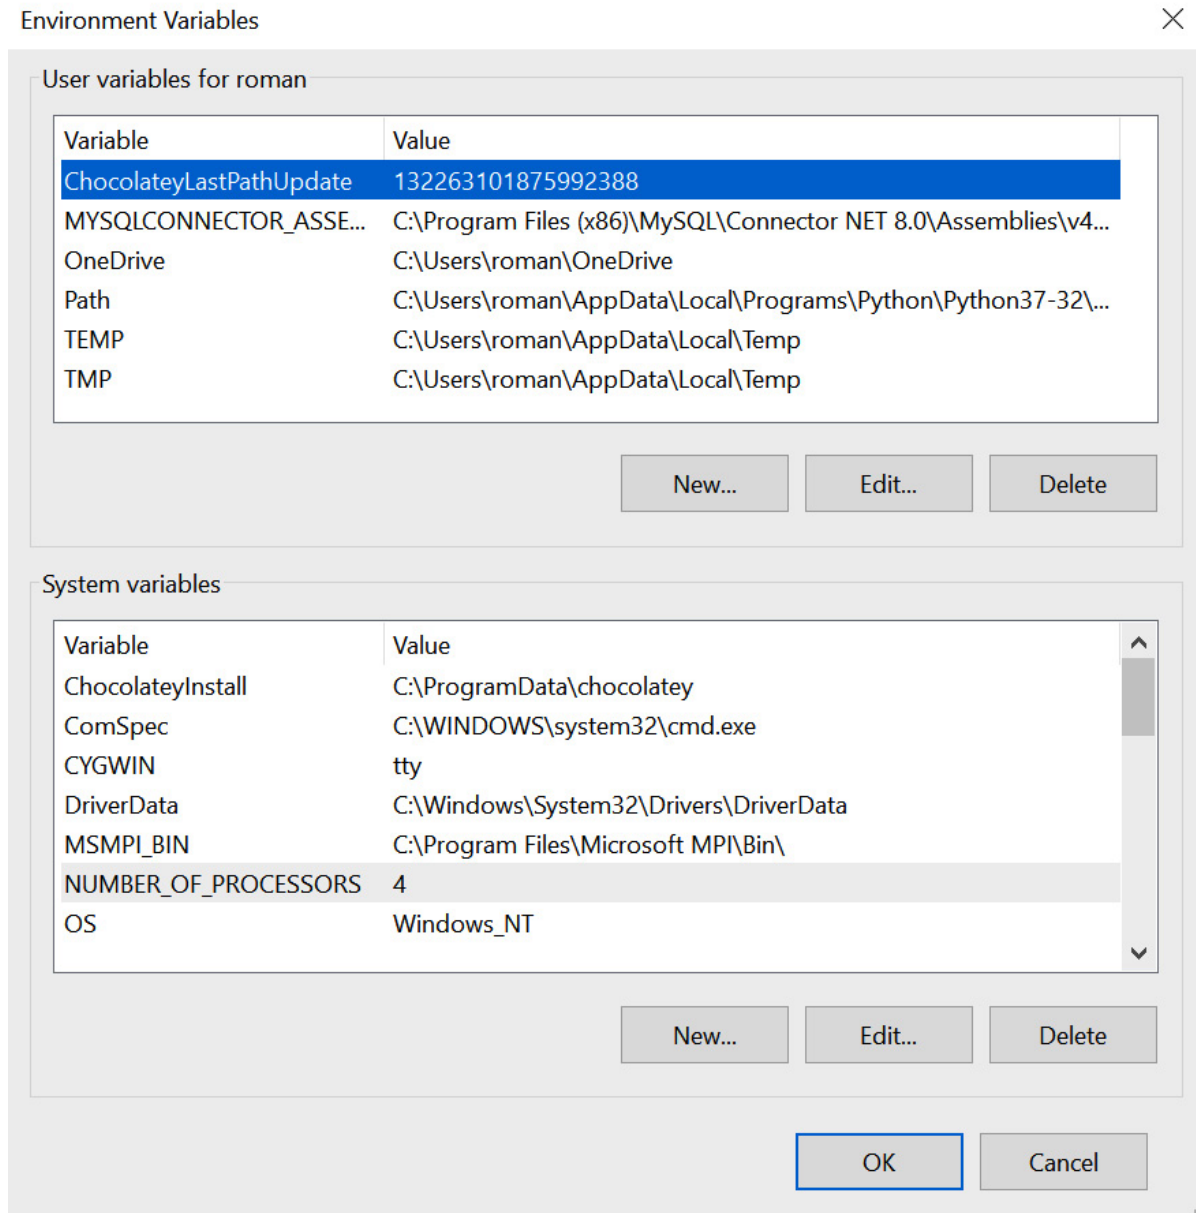 Environment Variables
User variables for roman
Variable Value
ChocolateyLastPathUpdate 132263101875992388
MYSQLCONNECTOR_ASSE... C:\Program Files (x86)\MySQL\Connector NET 8.0\Assemblies\v4...
OneDrive C:\Users\roman\OneDrive
Path C:\Users\roman\AppData\Local\Programs\Python\Python37-32\...
TEMP C:\Users\roman\AppData\Local\Temp
TMP C:\Users\roman\AppData\Local\Temp
New... Edit... Delete
System variables
Variable Value
ChocolateyInstall C:\ProgramData\chocolatey
ComSpec C:\WINDOWS\system32\cmd.exe
CYGWIN tty
DriverData C:\Windows\System32\Drivers\DriverData
MSMPI_BIN C:\Program Files\Microsoft MPI\Bin\
NUMBER_OF_PROCESSORS 4
OS Windows_NT
New... Edit... Delete
OK Cancel